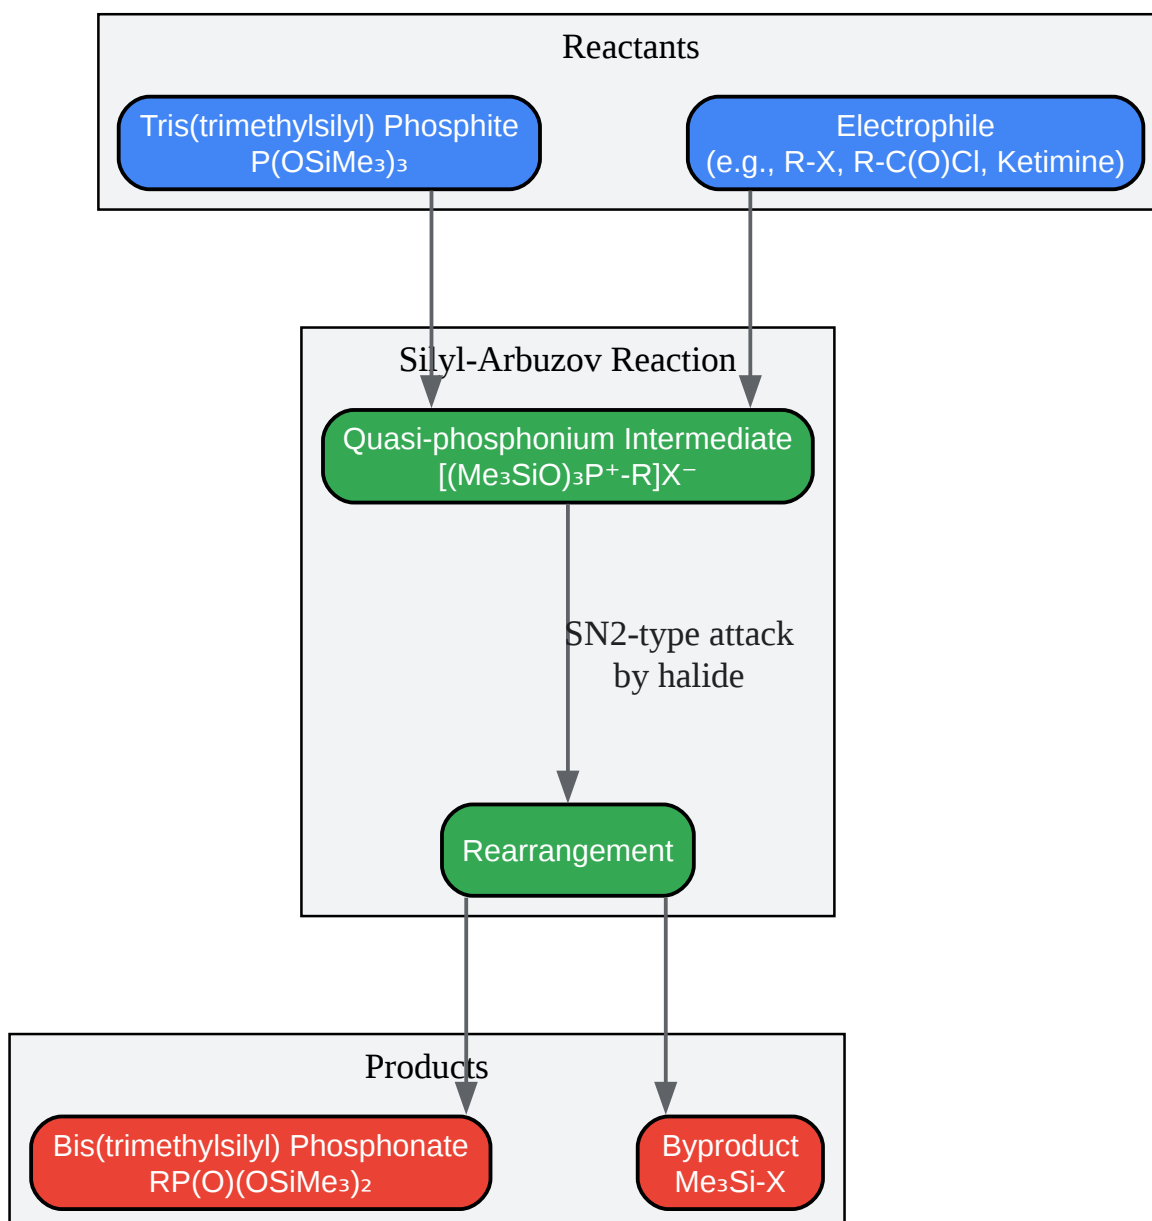 Reactants
Tris(trimethylsilyl) Phosphite
P(OSiMe₃)₃
Electrophile
(e.g., R-X, R-C(O)Cl, Ketimine)
Silyl-Arbuzov Reaction
Quasi-phosphonium Intermediate
[(Me₃SiO)₃P⁺-R]X⁻
SN2-type attack
by halide
Rearrangement
Products
Bis(trimethylsilyl) Phosphonate
RP(O)(OSiMe₃)₂
Byproduct
Me₃Si-X